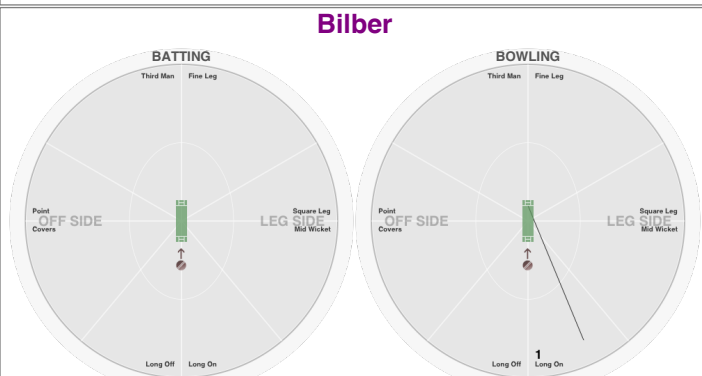 Bilber
BATTING
Third Man Fine Leg
Point
OFF SIDE
Covers
Square Leg
LEG SIDE
Mid Wicket
Long Off Long On
BOWLING
Third Man Fine Leg
Point
OFF SIDE
Covers
Square Leg
LEG SIDE
Mid Wicket
1
Long Off Long On